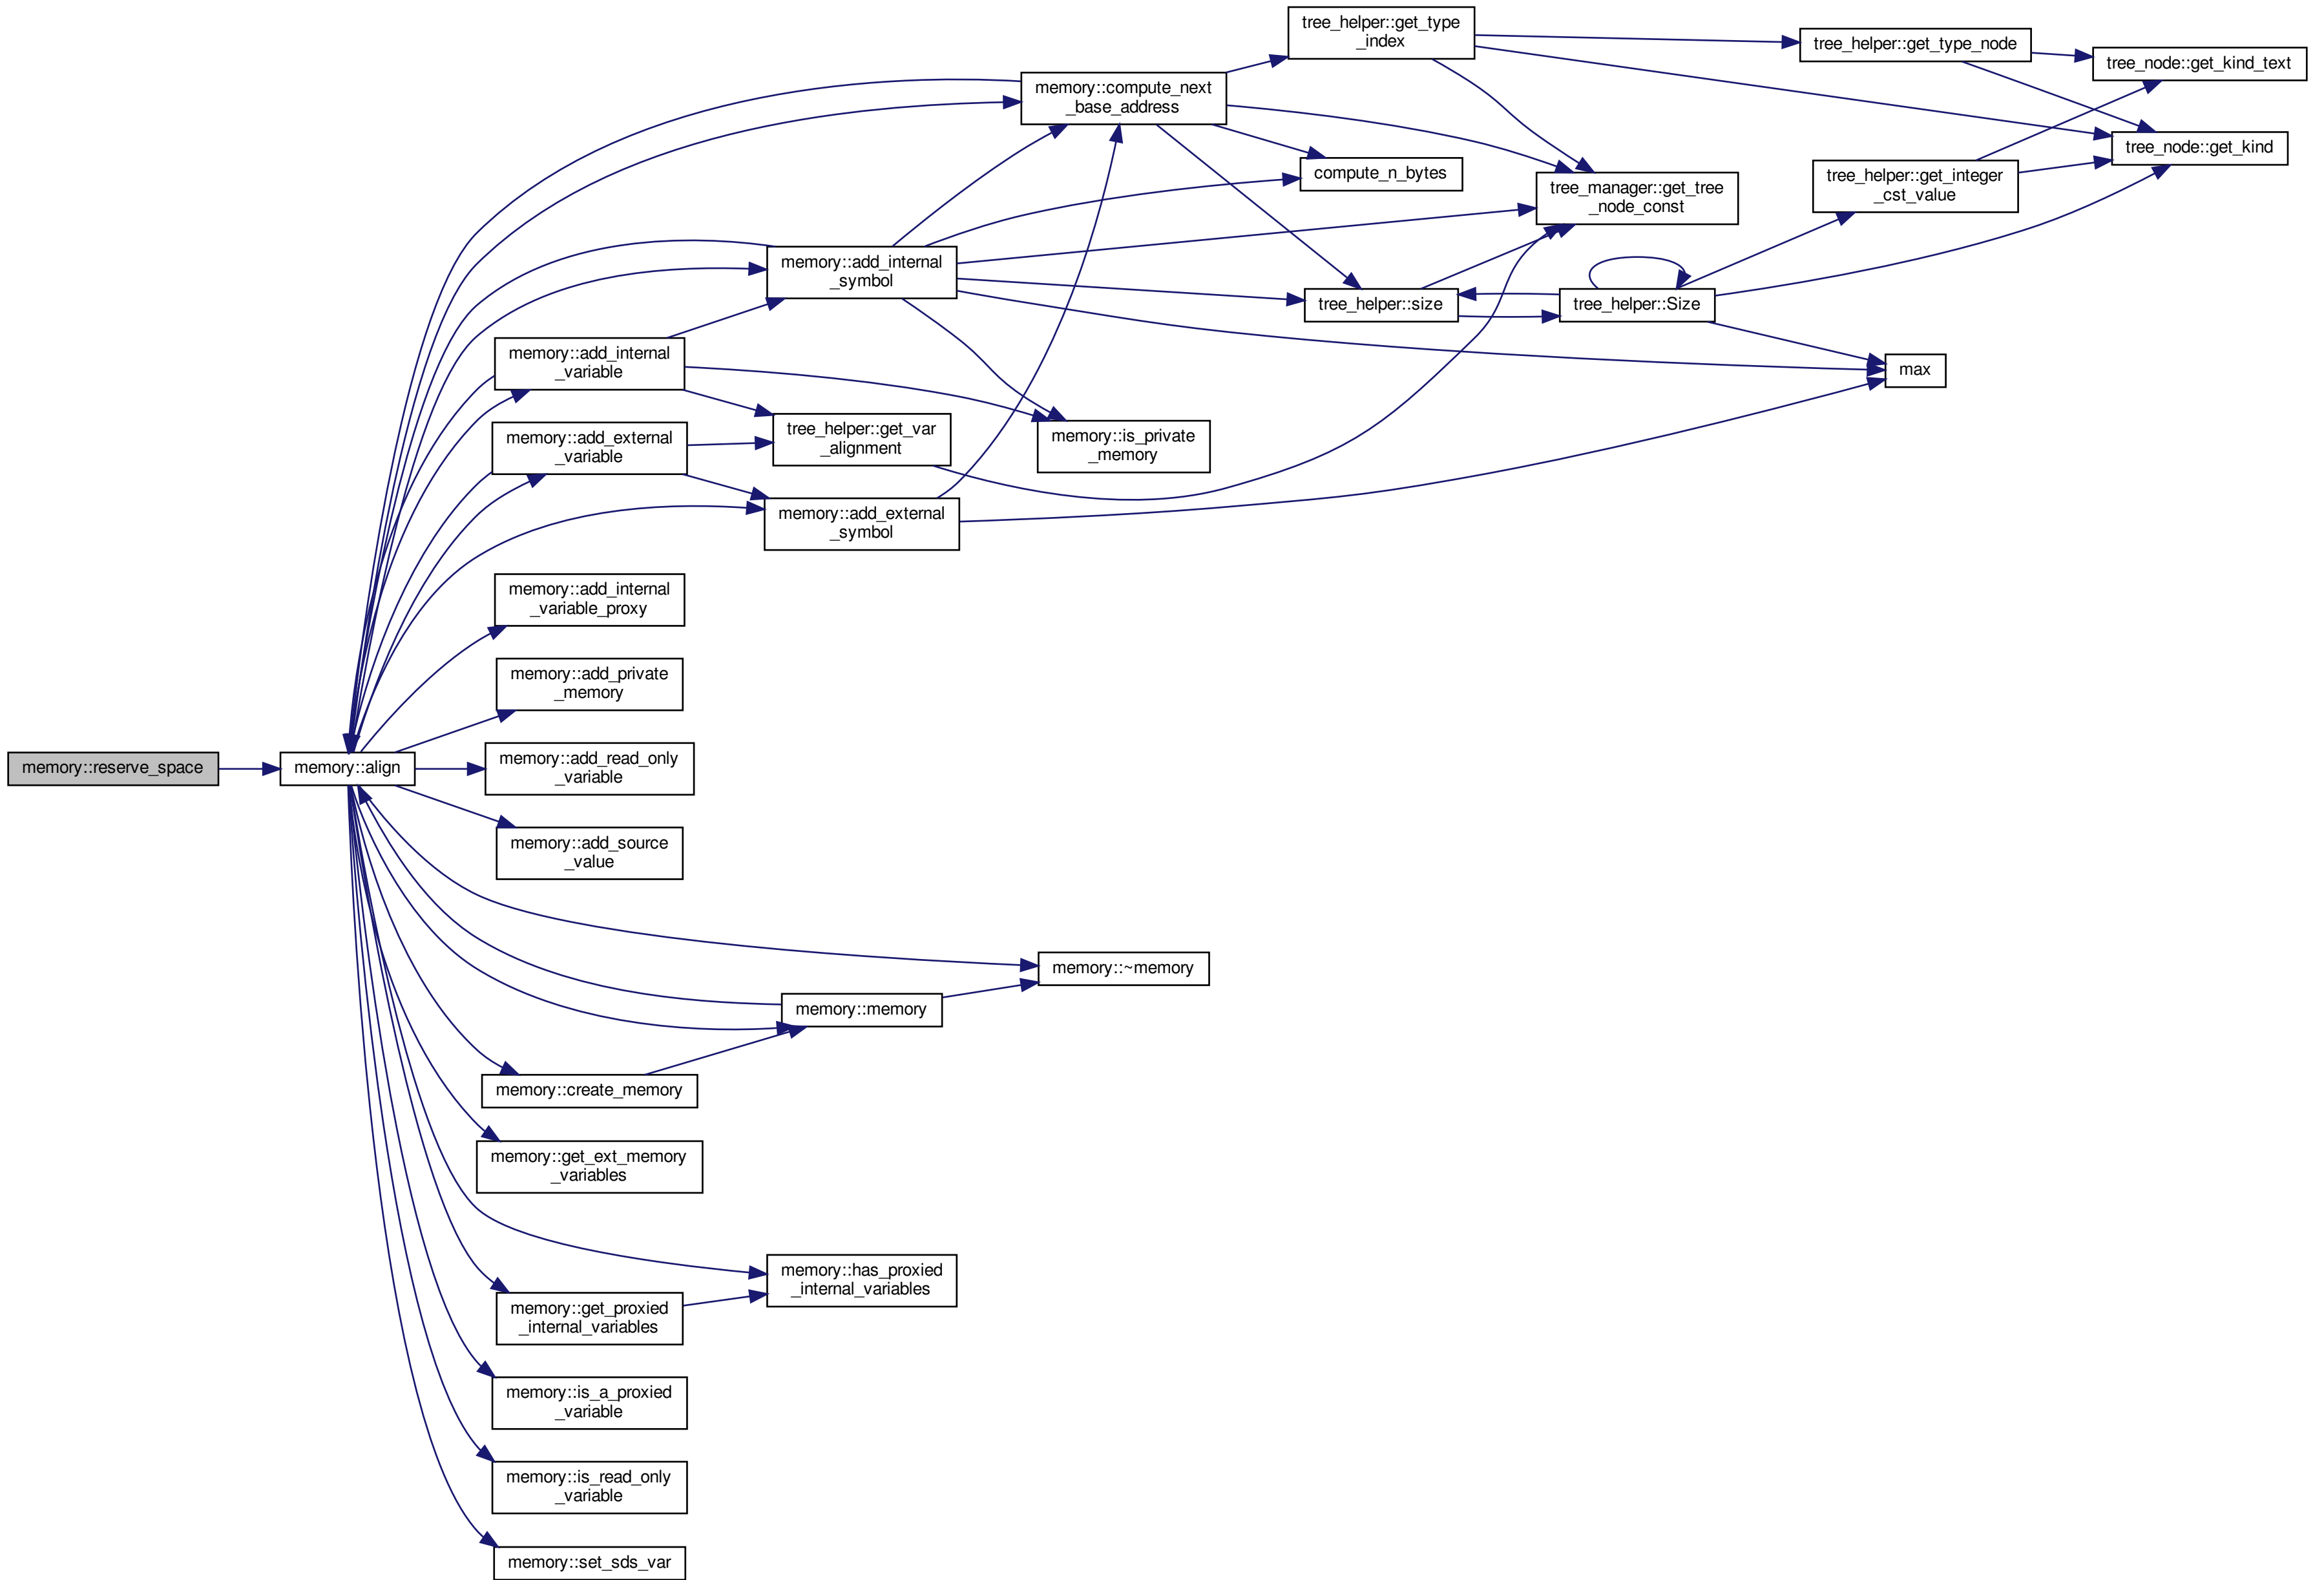 tree_helper::get_type
_index
tree_helper::get_type_node
tree_node::get_kind_text
memory::compute_next
_base_address
tree_node::get_kind
compute_n_bytes
tree_helper::get_integer
_cst_value
tree_manager::get_tree
_node_const
memory::add_internal
_symbol
tree_helper::size
tree_helper::Size
memory::add_internal
_variable
max
memory::add_external
_variable
tree_helper::get_var
_alignment
memory::is_private
_memory
memory::add_external
_symbol
memory::add_internal
_variable_proxy
memory::add_private
_memory
memory::reserve_space
memory::align
memory::add_read_only
_variable
memory::add_source
_value
memory::~memory
memory::memory
memory::create_memory
memory::get_ext_memory
_variables
memory::has_proxied
_internal_variables
memory::get_proxied
_internal_variables
memory::is_a_proxied
_variable
memory::is_read_only
_variable
memory::set_sds_var